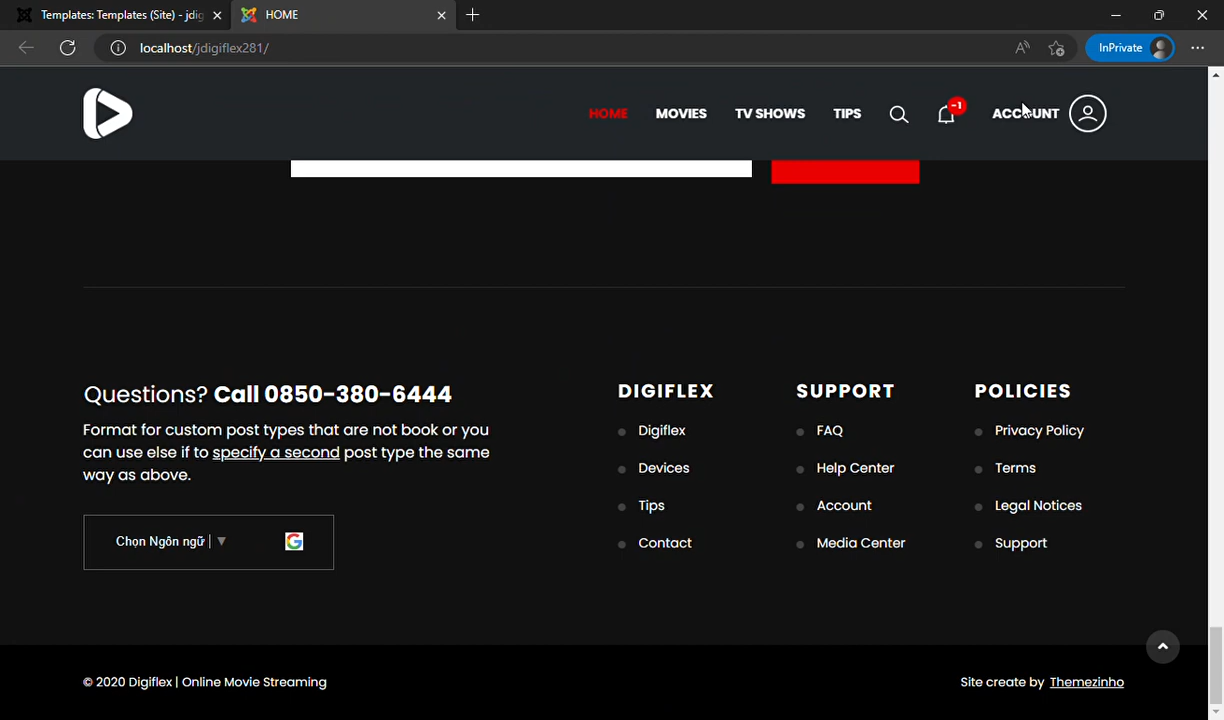 Templates: Templates (Site) - jdig
HOME
localhost/jdigiflex281/
InPrivate
HOME
MOVIES
TV SHOWS
TIPS
-1
ACCOUNT
Questions? Call 0850-380-6444
Format for custom post types that are not book or you
can use else if to specify a second post type the same
way as above.
Chọn Ngôn ngữ ▼
DIGIFLEX
Digiflex
Devices
Tips
Contact
SUPPORT
FAQ
Help Center
Account
Media Center
POLICIES
Privacy Policy
Terms
Legal Notices
Support
© 2020 Digiflex | Online Movie Streaming
Site create by Themezinho